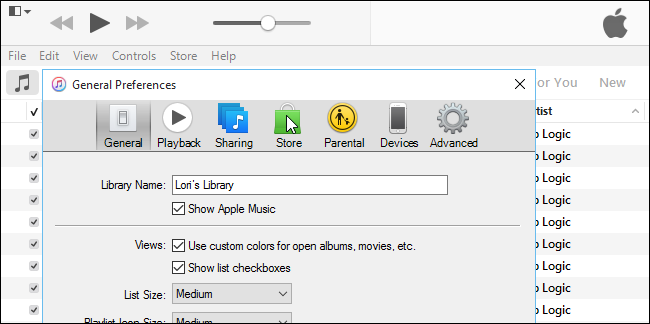 File Edit View Controls Store Help
General Preferences
or You New
General Playback Sharing Store Parental Devices Advanced
Library Name: Lori's Library
Show Apple Music
Views: Use custom colors for open albums, movies, etc.
Show list checkboxes
List Size: Medium
Playlist Icon Size: Medium
rtist
o Logic
o Logic
o Logic
o Logic
o Logic
o Logic
o Logic
o Logic
o Logic